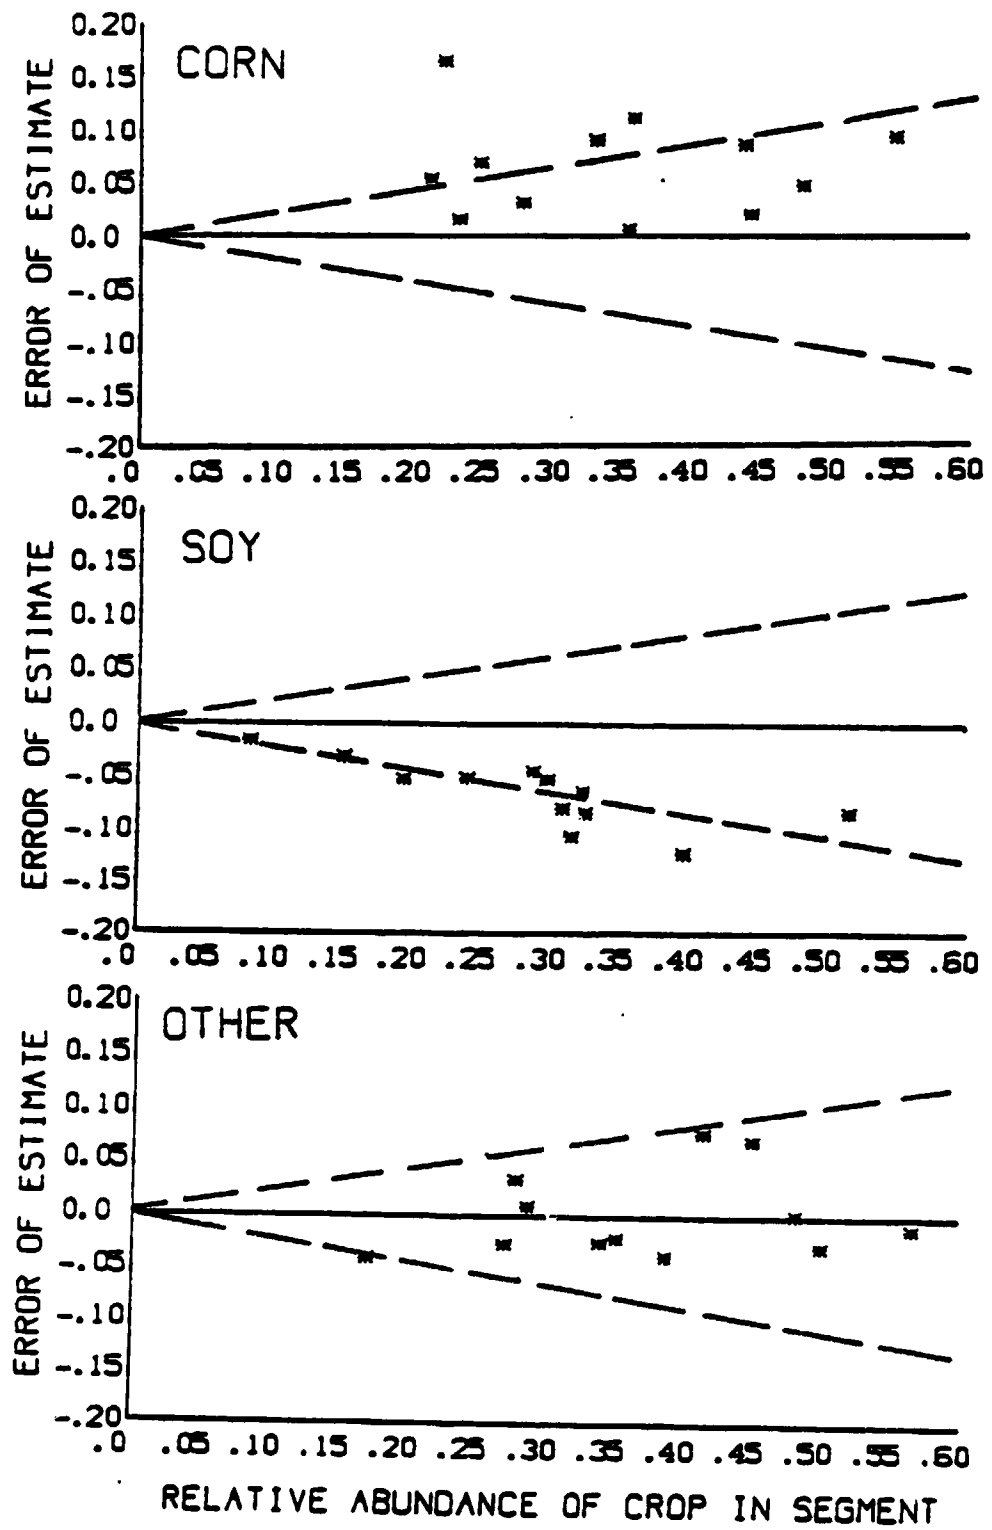 0.20
CORN
0.15
0.10
0.05
0.0
-.05
-.10
-.15
-.20
ERROR OF ESTIMATE
.0 .05 .10 .15 .20 .25 .30 .35 .40 .45 .50 .55 .60
0.20
SOY
0.15
0.10
0.05
0.0
-.05
-.10
-.15
-.20
ERROR OF ESTIMATE
.0 .05 .10 .15 .20 .25 .30 .35 .40 .45 .50 .55 .60
0.20
OTHER
0.15
0.10
0.05
0.0
-.05
-.10
-.15
-.20
ERROR OF ESTIMATE
.0 .05 .10 .15 .20 .25 .30 .35 .40 .45 .50 .55 .60
RELATIVE ABUNDANCE OF CROP IN SEGMENT